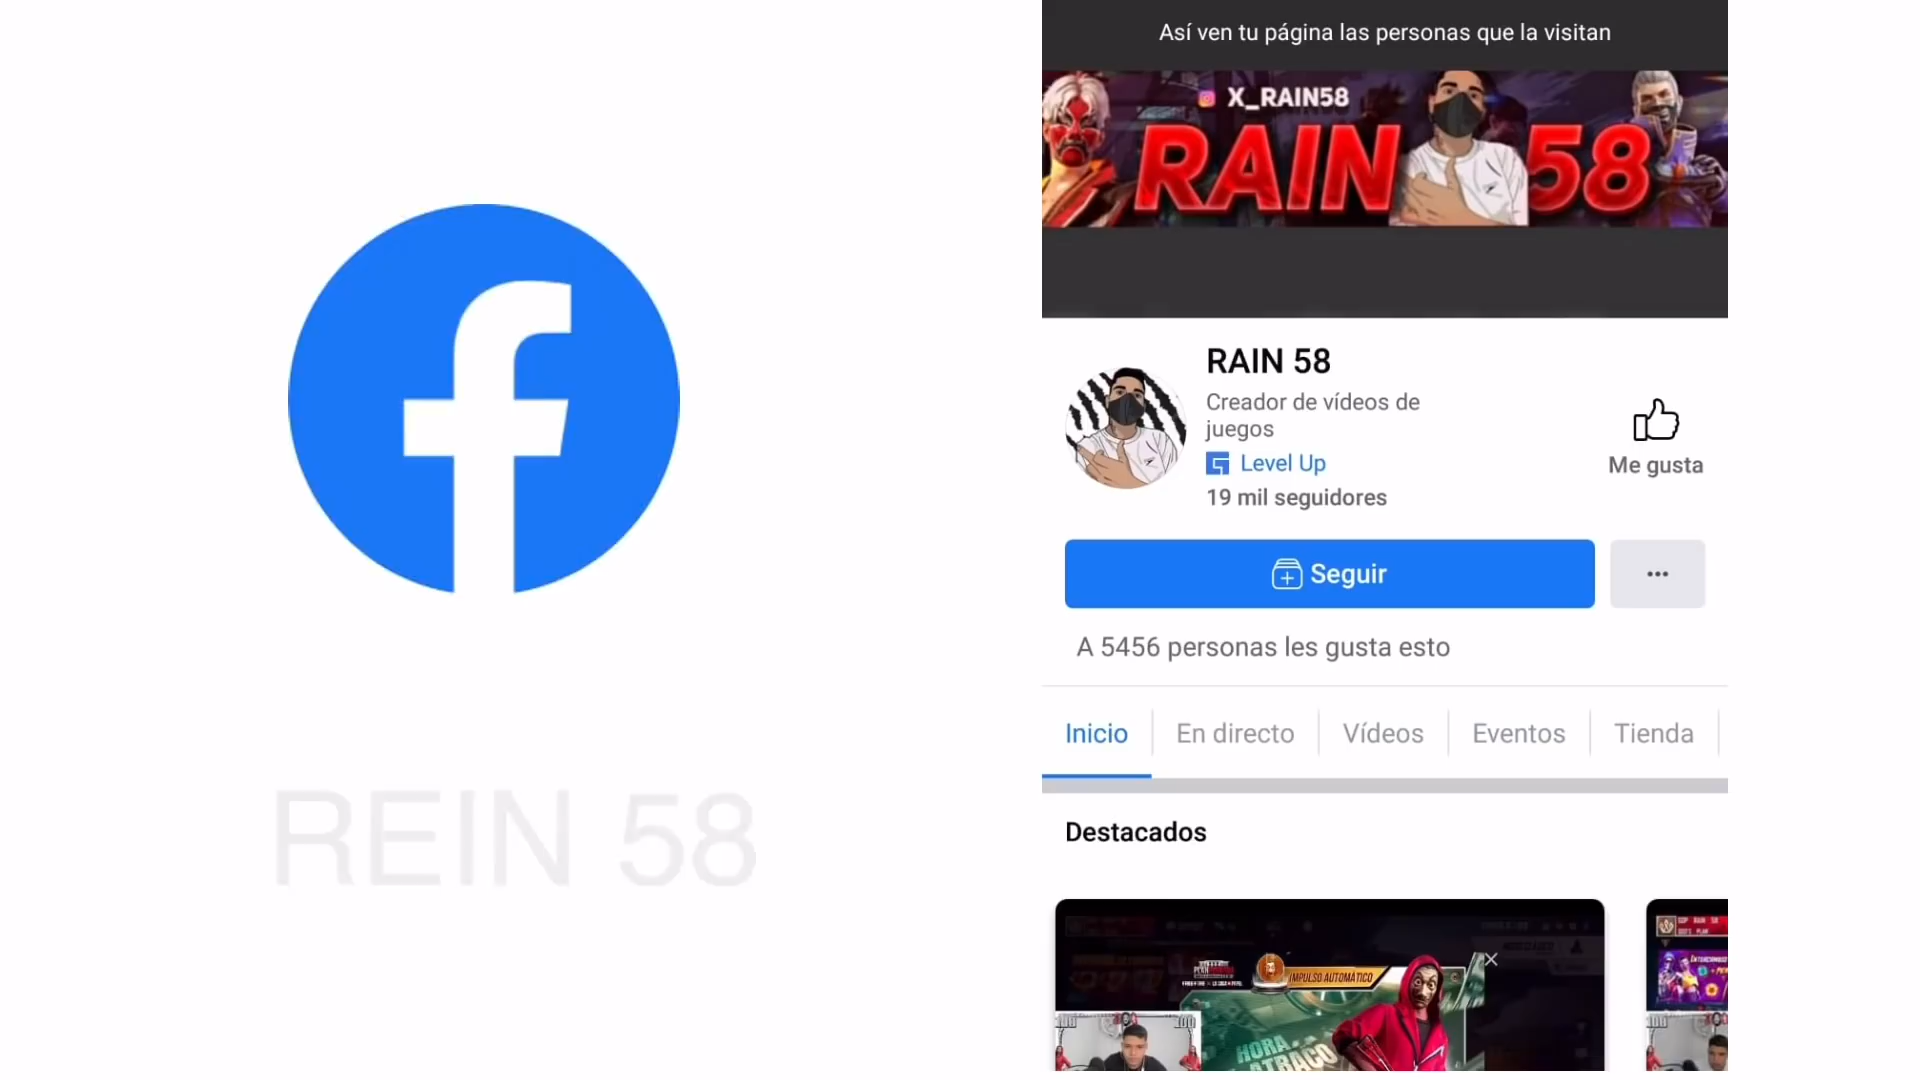 REIN 58
Así ven tu página las personas que la visitan
X_RAIN58
RAIN 58
RAIN 58
Creador de vídeos de
juegos
Level Up
19 mil seguidores
Me gusta
Seguir
A 5456 personas les gusta esto
Inicio
En directo
Vídeos
Eventos
Tienda
Destacados
IMPULSO AUTOMÁTICO
HORA
ATRACO